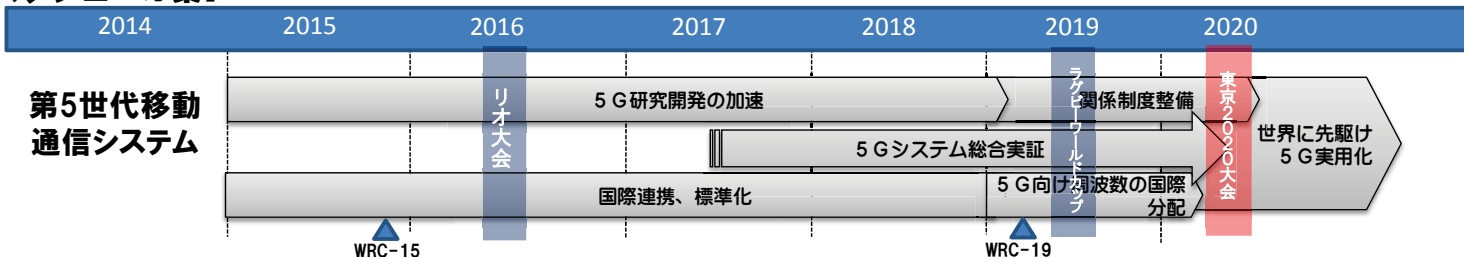 2014 2015 2016 2017 2018 2019 2020
第5世代移動
通信システム
5G研究開発の加速
関係制度整備
5Gシステム総合実証
国際連携、標準化
5G向け周波数の国際
分配
世界に先駆け
5G実用化
リオ大会
ラグビーワールドカップ
東京2020大会
WRC-15
WRC-19